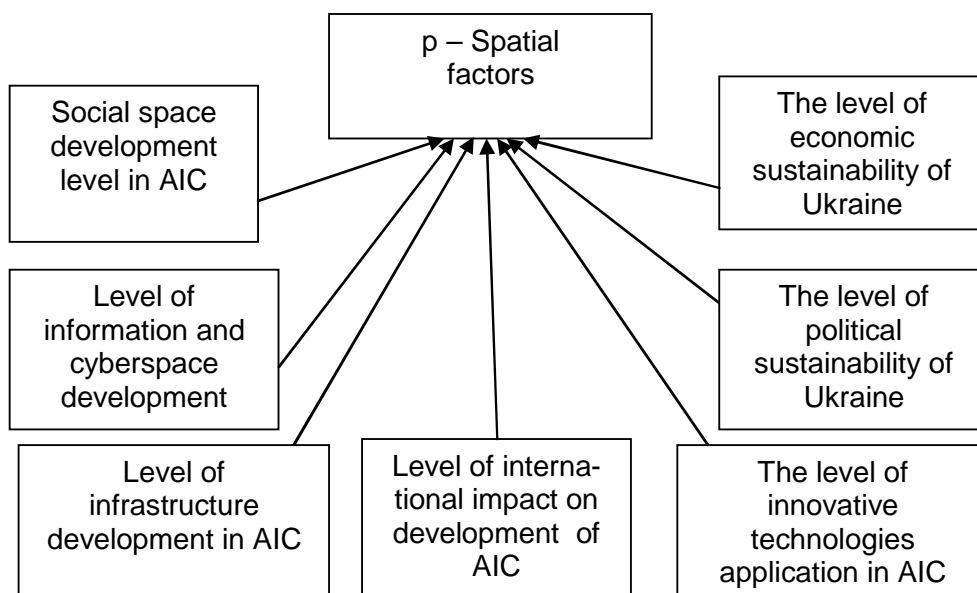 p – Spatial
factors
Social space
development
level in AIC
The level of
economic
sustainability of
Ukraine
Level of
information and
cyberspace
development
The level of
political
sustainability of
Ukraine
Level of
infrastructure
development in AIC
Level of interna-
tional impact on
development  of
AIC
The level of
innovative
technologies
application in AIC